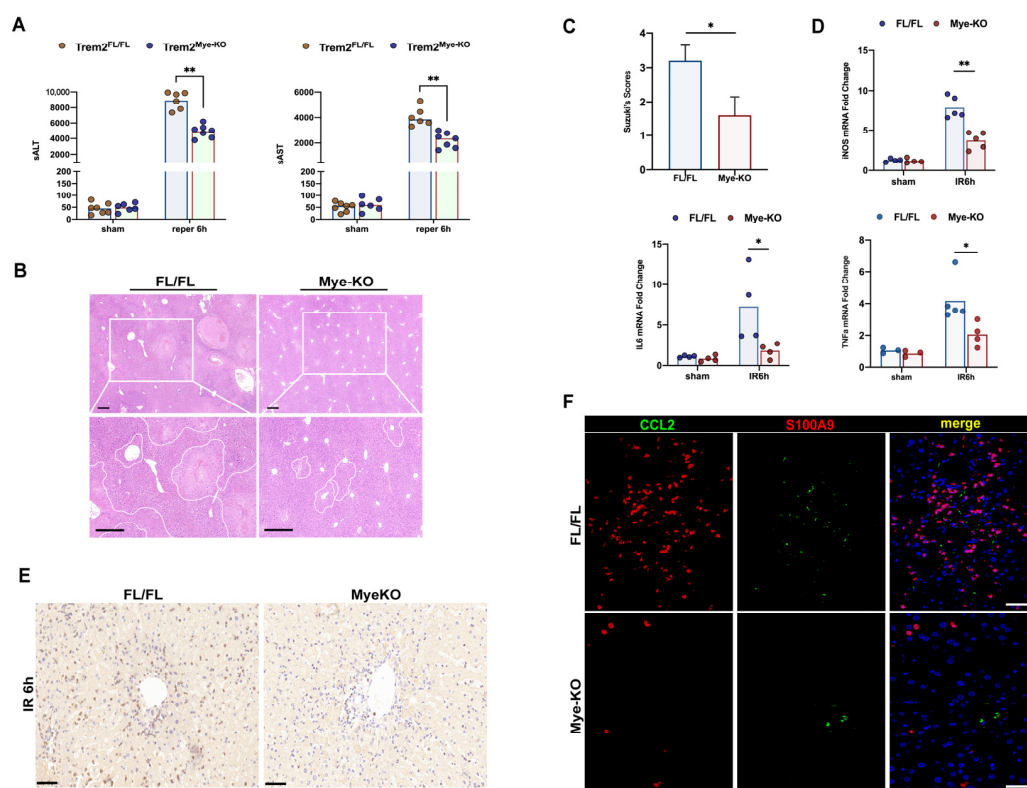 A
Trem2FL/FL Trem2Mye-KO
**
sALT
10,000
8000
6000
4000
2000
200
150
100
50
0
sham reper 6h
Trem2FL/FL Trem2Mye-KO
**
sAST
6000
4000
2000
200
150
100
50
0
sham reper 6h
B
FL/FL Mye-KO
C
*
Suzuki's Scores
4
3
2
1
0
FL/FL Mye-KO
D
FL/FL Mye-KO
**
iNOS mRNA Fold Change
15
10
5
0
sham IR6h
FL/FL Mye-KO
*
IL6 mRNA Fold Change
15
10
5
0
sham IR6h
FL/FL Mye-KO
*
TNFa mRNA Fold Change
8
6
4
2
0
sham IR6h
E
FL/FL MyeKO
IR 6h
F
CCL2 S100A9 merge
FL/FL
Mye-KO